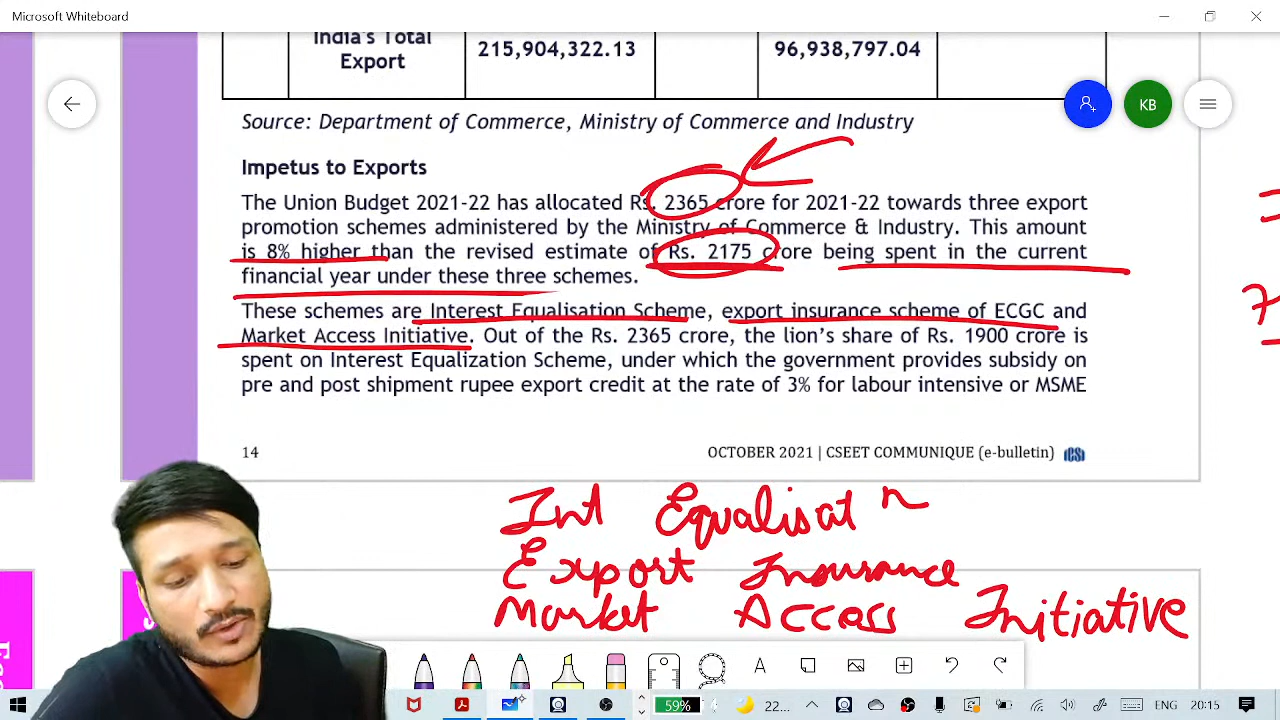 Microsoft Whiteboard
India's Total
Export
215,904,322.13
96,938,797.04
KB
Source: Department of Commerce, Ministry of Commerce and Industry
Impetus to Exports
The Union Budget 2021-22 has allocated Rs. 2365 crore for 2021-22 towards three export
promotion schemes administered by the Ministry of Commerce & Industry. This amount
is 8% higher than the revised estimate of Rs. 2175 crore being spent in the current
financial year under these three schemes.
These schemes are Interest Equalisation Scheme, export insurance scheme of ECGC and
Market Access Initiative. Out of the Rs. 2365 crore, the lion's share of Rs. 1900 crore is
spent on Interest Equalization Scheme, under which the government provides subsidy on
pre and post shipment rupee export credit at the rate of 3% for labour intensive or MSME
14
OCTOBER 2021 | CSEET COMMUNIQUE (e-bulletin)
Int Equalisat n
Export Insurance
Market Access Initiative
59%
22...
ENG
20:15